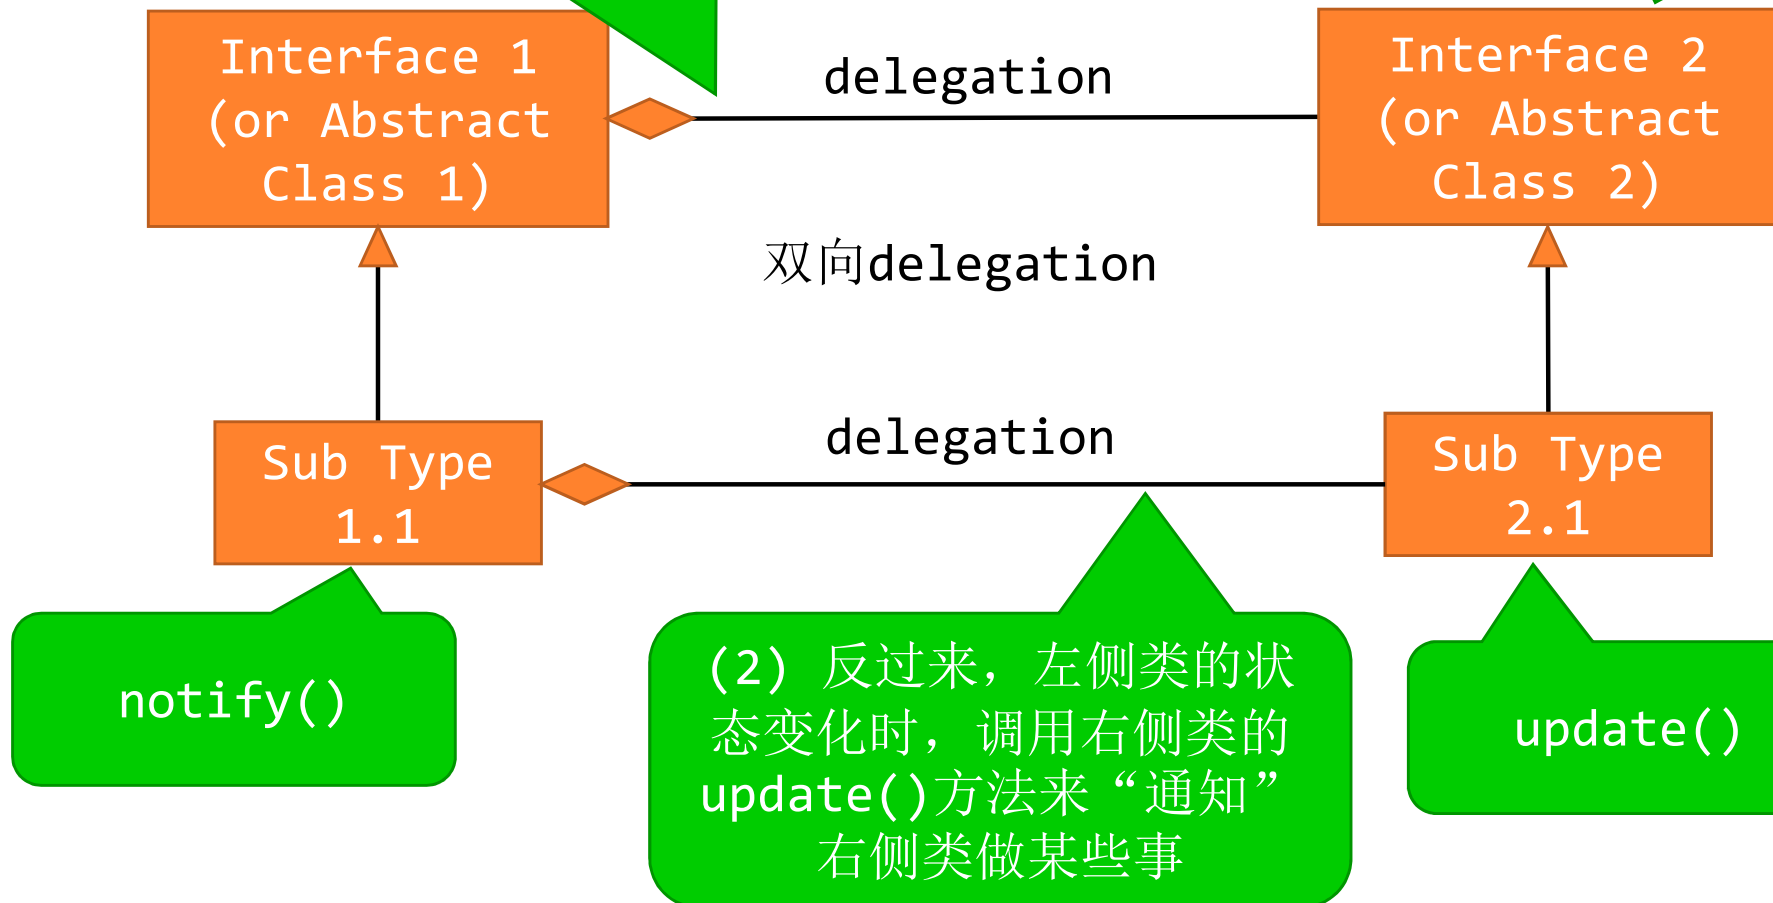 Interface 1
(or Abstract
Class 1)
delegation
Interface 2
(or Abstract
Class 2)
双向delegation
Sub Type
1.1
delegation
Sub Type
2.1
notify()
(2) 反过来，左侧类的状
态变化时，调用右侧类的
update()方法来“通知”
右侧类做某些事
update()